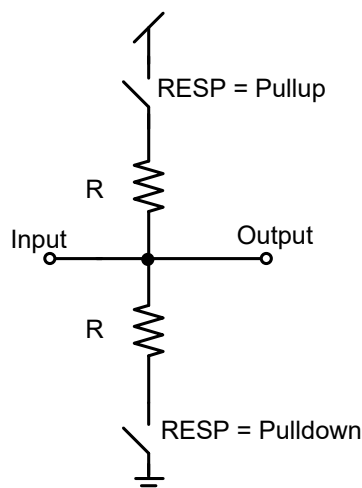 RESP = Pullup
R
Input
Output
R
RESP = Pulldown